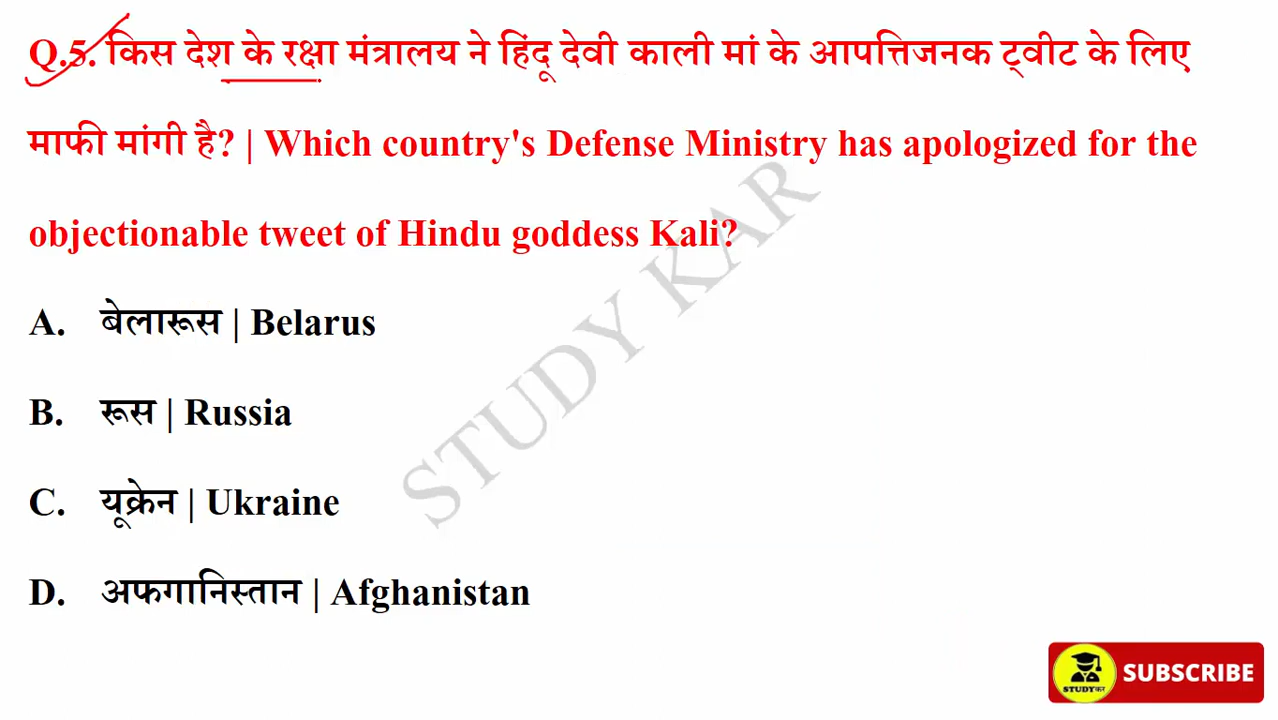 Q.5. किस देश के रक्षा मंत्रालय ने हिंदू देवी काली मां के आपत्तिजनक ट्वीट के लिए
माफी मांगी है? | Which country's Defense Ministry has apologized for the
objectionable tweet of Hindu goddess Kali?
A. बेलारूस | Belarus
B. रूस | Russia
C. यूक्रेन | Ukraine
D. अफगानिस्तान | Afghanistan
STUDY KAR
STUDYकर
SUBSCRIBE